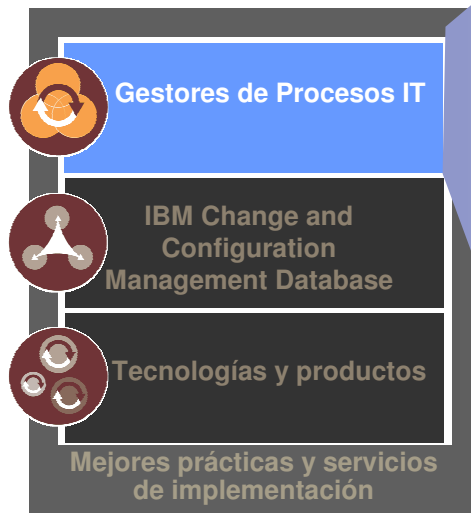 Gestores de Procesos IT
IBM Change and
Configuration
Management Database
Tecnologías y productos
Mejores prácticas y servicios
de implementación